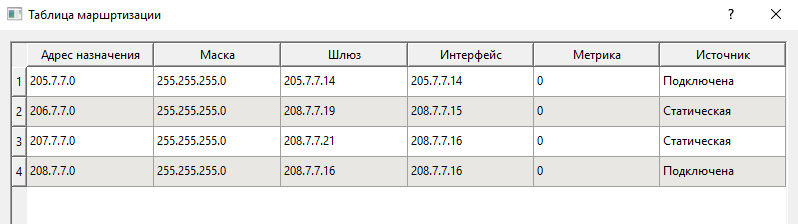 Таблица маршртизации
? ×
Адрес назначения Маска Шлюз Интерфейс Метрика Источник
1 205.7.7.0 255.255.255.0 205.7.7.14 205.7.7.14 0 Подключена
2 206.7.7.0 255.255.255.0 208.7.7.19 208.7.7.15 0 Статическая
3 207.7.7.0 255.255.255.0 208.7.7.21 208.7.7.16 0 Статическая
4 208.7.7.0 255.255.255.0 208.7.7.16 208.7.7.16 0 Подключена